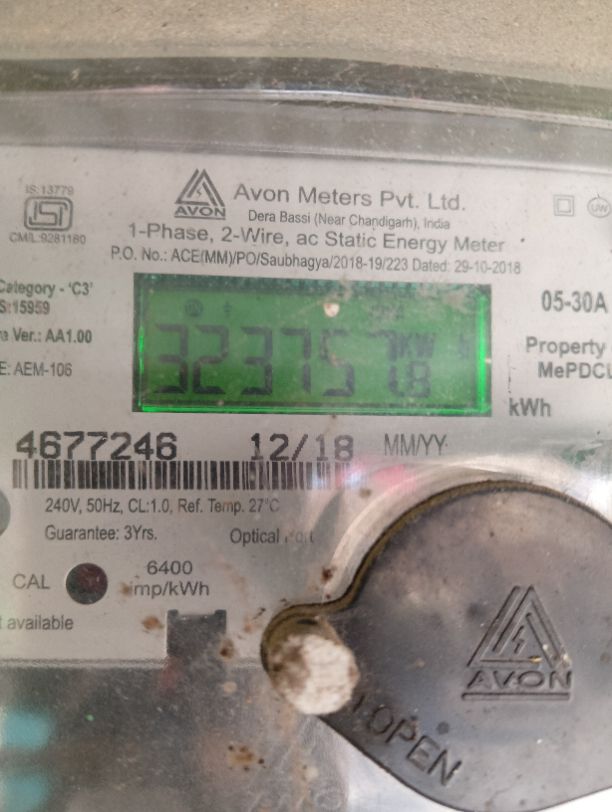 IS:13779
CM/L:9281180
AVON
Avon Meters Pvt. Ltd.
Dera Bassi (Near Chandigarh), India
1-Phase, 2-Wire, ac Static Energy Meter
P.O. No.: ACE(MM)/PO/Saubhagya/2018-19/223 Dated: 29-10-2018
Category - 'C3'
S:15959
Ver.: AA1.00
E: AEM-106
05-30A
Property
MePDCL
kWh
4677246 12/18 MM/YY
240V, 50Hz, CL:1.0, Ref. Temp. 27°C
Guarantee: 3Yrs.
Optical Port
CAL
6400
imp/kWh
available
AVON
OPEN